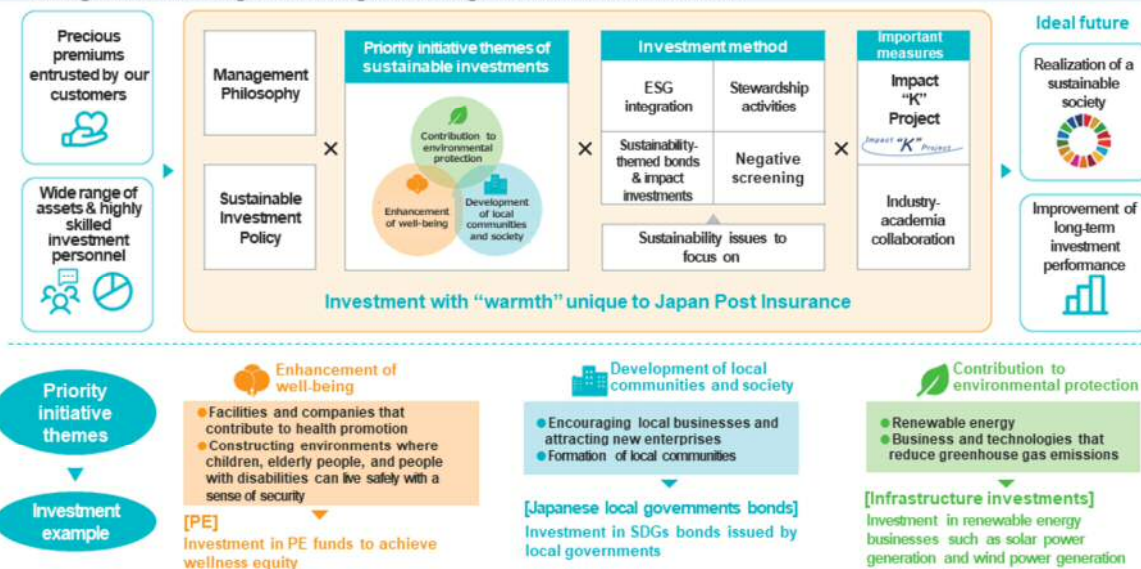 Precious
premiums
entrusted by our
customers
Wide range of
assets & highly
skilled
investment
personnel
Management
Philosophy
Sustainable
Investment
Policy
×
Priority initiative themes of
sustainable investments
Contribution to
environmental
protection
Enhancement
of well-being
Development
of local
communities
and society
×
Investment method
ESG
integration
Stewardship
activities
Sustainability-
themed bonds
& impact
investments
Negative
screening
Sustainability issues to
focus on
×
Important
measures
Impact
“K”
Project
Impact “K” Project
Industry-
academia
collaboration
Investment with “warmth” unique to Japan Post Insurance
Ideal future
Realization of a
sustainable
society
Improvement of
long-term
investment
performance
Priority
initiative
themes
Investment
example
Enhancement of
well-being
● Facilities and companies that
contribute to health promotion
● Constructing environments where
children, elderly people, and people
with disabilities can live safely with a
sense of security
[PE]
Investment in PE funds to achieve
wellness equity
Development of local
communities and society
● Encouraging local businesses and
attracting new enterprises
● Formation of local communities
[Japanese local governments bonds]
Investment in SDGs bonds issued by
local governments
Contribution to
environmental protection
● Renewable energy
● Business and technologies that
reduce greenhouse gas emissions
[Infrastructure investments]
Investment in renewable energy
businesses such as solar power
generation and wind power generation